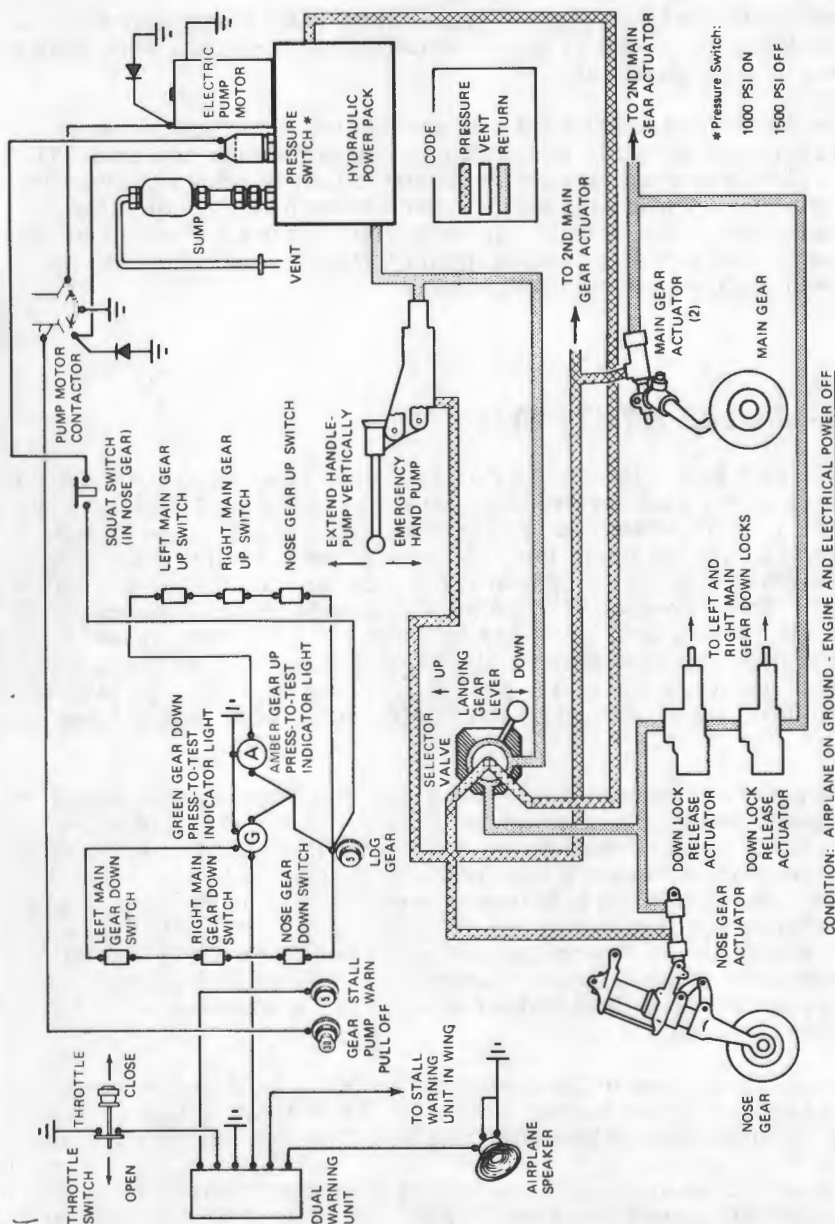 THROTTLE
SWITCH
THROTTLE
OPEN
CLOSE
DUAL
WARNING
UNIT
TO STALL
WARNING
UNIT IN WING
AIRPLANE
SPEAKER
GEAR
PUMP
PULL OFF
STALL
WARN
30
5
LEFT MAIN
GEAR DOWN
SWITCH
RIGHT MAIN
GEAR DOWN
SWITCH
NOSE GEAR
DOWN SWITCH
GREEN GEAR DOWN
PRESS-TO-TEST
INDICATOR LIGHT
G
A
AMBER GEAR UP
PRESS-TO-TEST
INDICATOR LIGHT
5
LDG
GEAR
SQUAT SWITCH
(IN NOSE GEAR)
LEFT MAIN GEAR
UP SWITCH
RIGHT MAIN GEAR
UP SWITCH
NOSE GEAR UP SWITCH
PUMP MOTOR
CONTACTOR
ELECTRIC
PUMP
MOTOR
PRESSURE
SWITCH *
HYDRAULIC
POWER PACK
SUMP
VENT
CODE
PRESSURE
VENT
RETURN
EXTEND HANDLE-
PUMP VERTICALLY
EMERGENCY
HAND PUMP
SELECTOR
VALVE
UP
LANDING
GEAR
LEVER
DOWN
TO 2ND MAIN
GEAR ACTUATOR
TO 2ND MAIN
GEAR ACTUATOR
* Pressure Switch:
1000 PSI ON
1500 PSI OFF
MAIN GEAR
ACTUATOR
(2)
MAIN GEAR
TO LEFT AND
RIGHT MAIN
GEAR DOWN LOCKS
DOWN LOCK
RELEASE
ACTUATOR
DOWN LOCK
RELEASE
ACTUATOR
NOSE GEAR
ACTUATOR
NOSE
GEAR
CONDITION: AIRPLANE ON GROUND - ENGINE AND ELECTRICAL POWER OFF